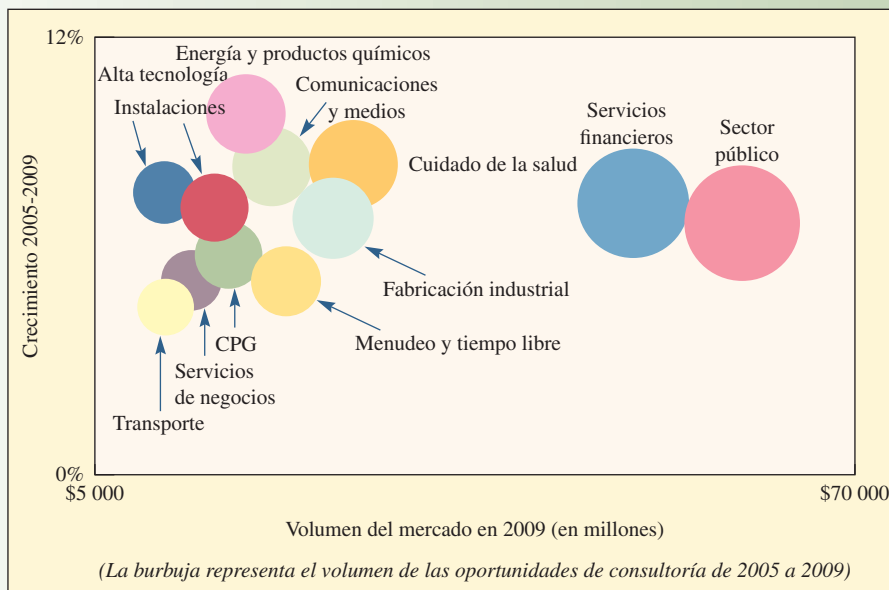 12%
Energía y productos químicos
Alta tecnología
Comunicaciones
y medios
Instalaciones
Servicios
financieros
Sector
público
Cuidado de la salud
Crecimiento 2005-2009
Fabricación industrial
Menudeo y tiempo libre
CPG
Servicios
de negocios
Transporte
0%
$5 000
$70 000
Volumen del mercado en 2009 (en millones)
(La burbuja representa el volumen de las oportunidades de consultoría de 2005 a 2009)